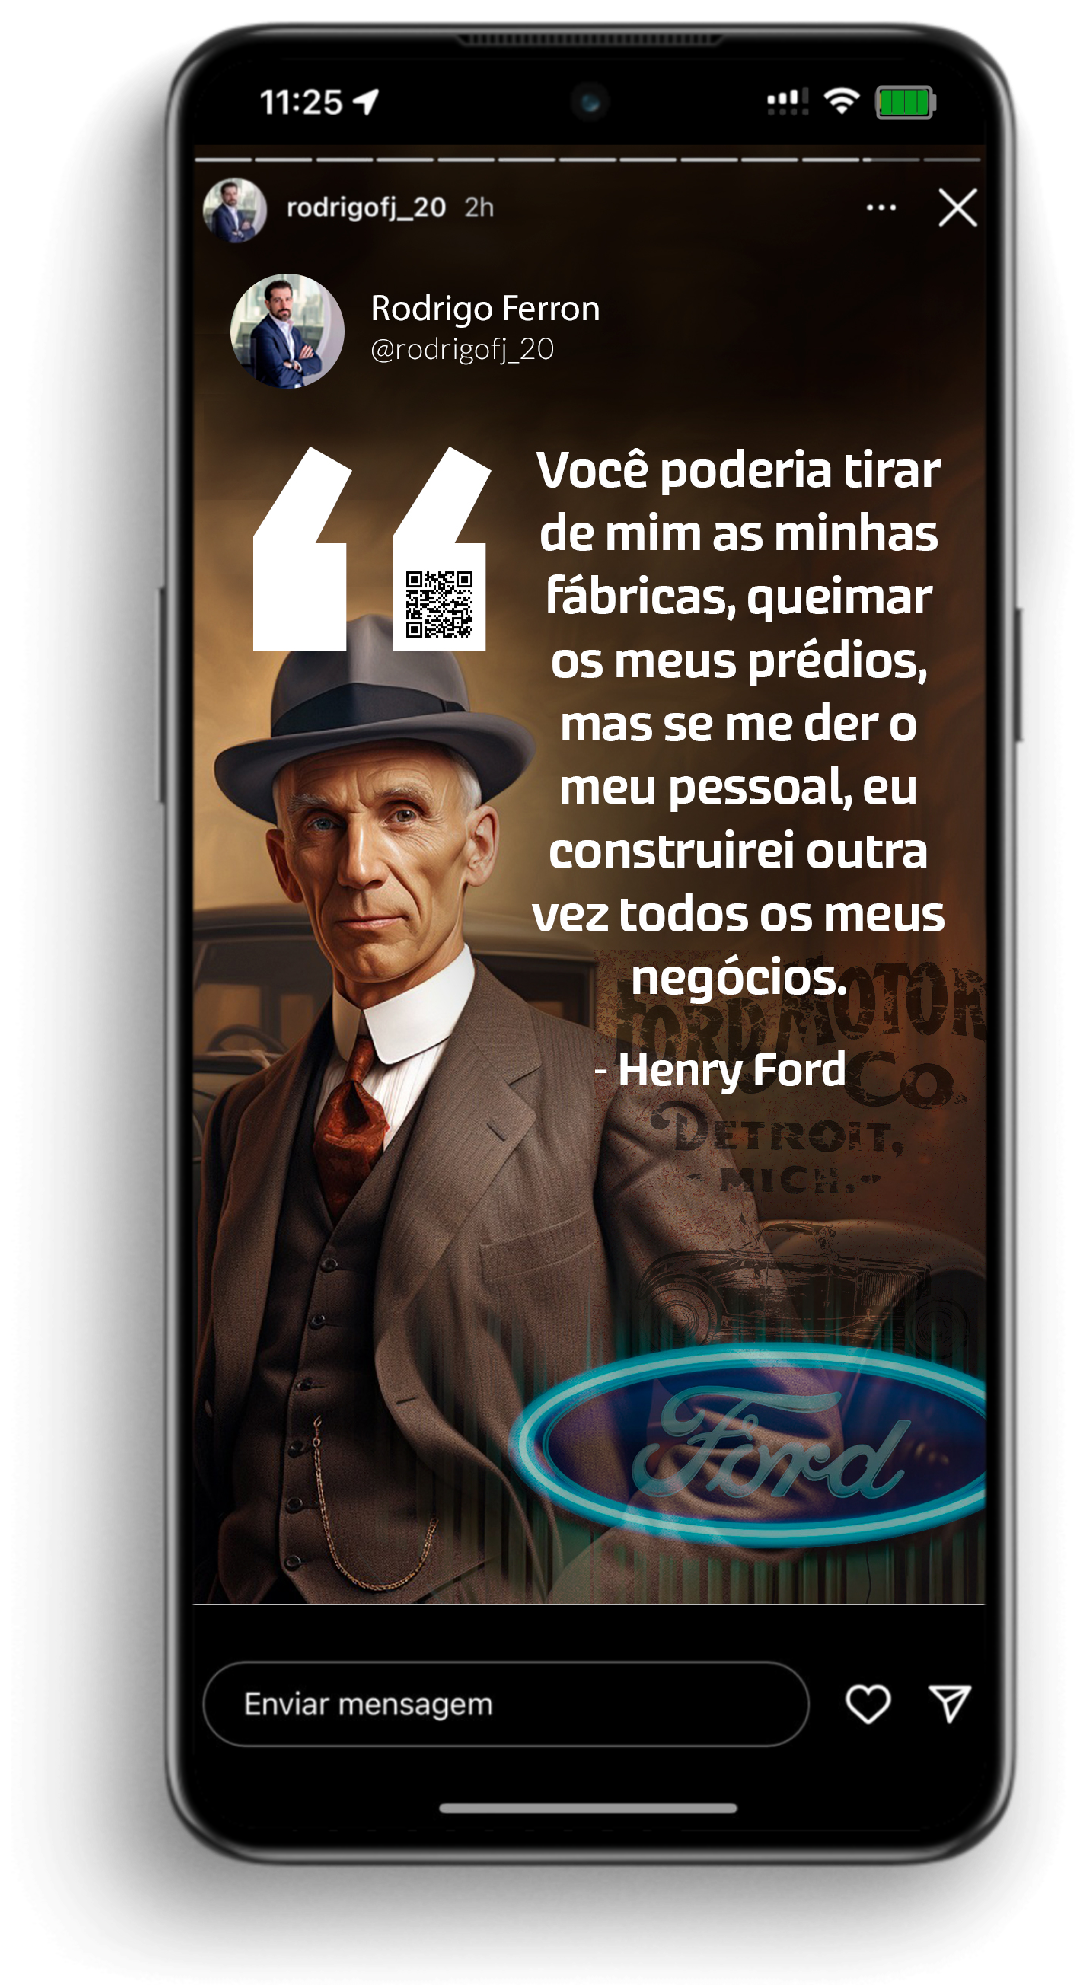 11:25
rodrigofj_20 2h
Rodrigo Ferron
@rodrigofj_20
Você poderia tirar
de mim as minhas
fábricas, queimar
os meus prédios,
mas se me der o
meu pessoal, eu
construirei outra
vez todos os meus
negócios.
- Henry Ford
FORD MOTOR
Co.
DETROIT,
MICH.
Ford
Enviar mensagem